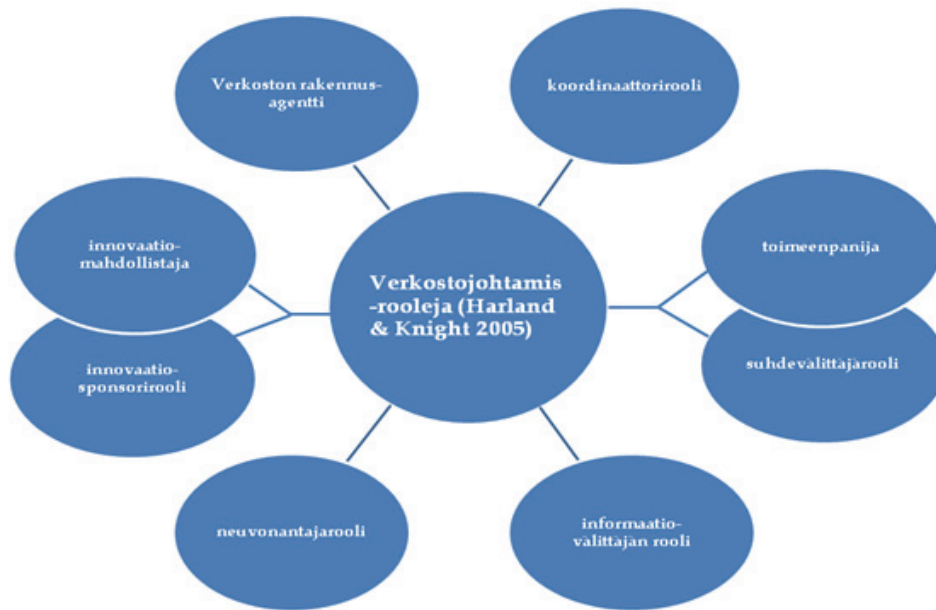 Verkoston rakennus-
agentti
koordinaattorirooli
innovaatio-
mahdollistaja
toimeenpanija
Verkostojohtamis
-rooleja (Harland
& Knight 2005)
innovaatio-
sponsorirooli
suhdevälittäjärooli
neuvonantajarooli
informaatio-
välittäjän rooli